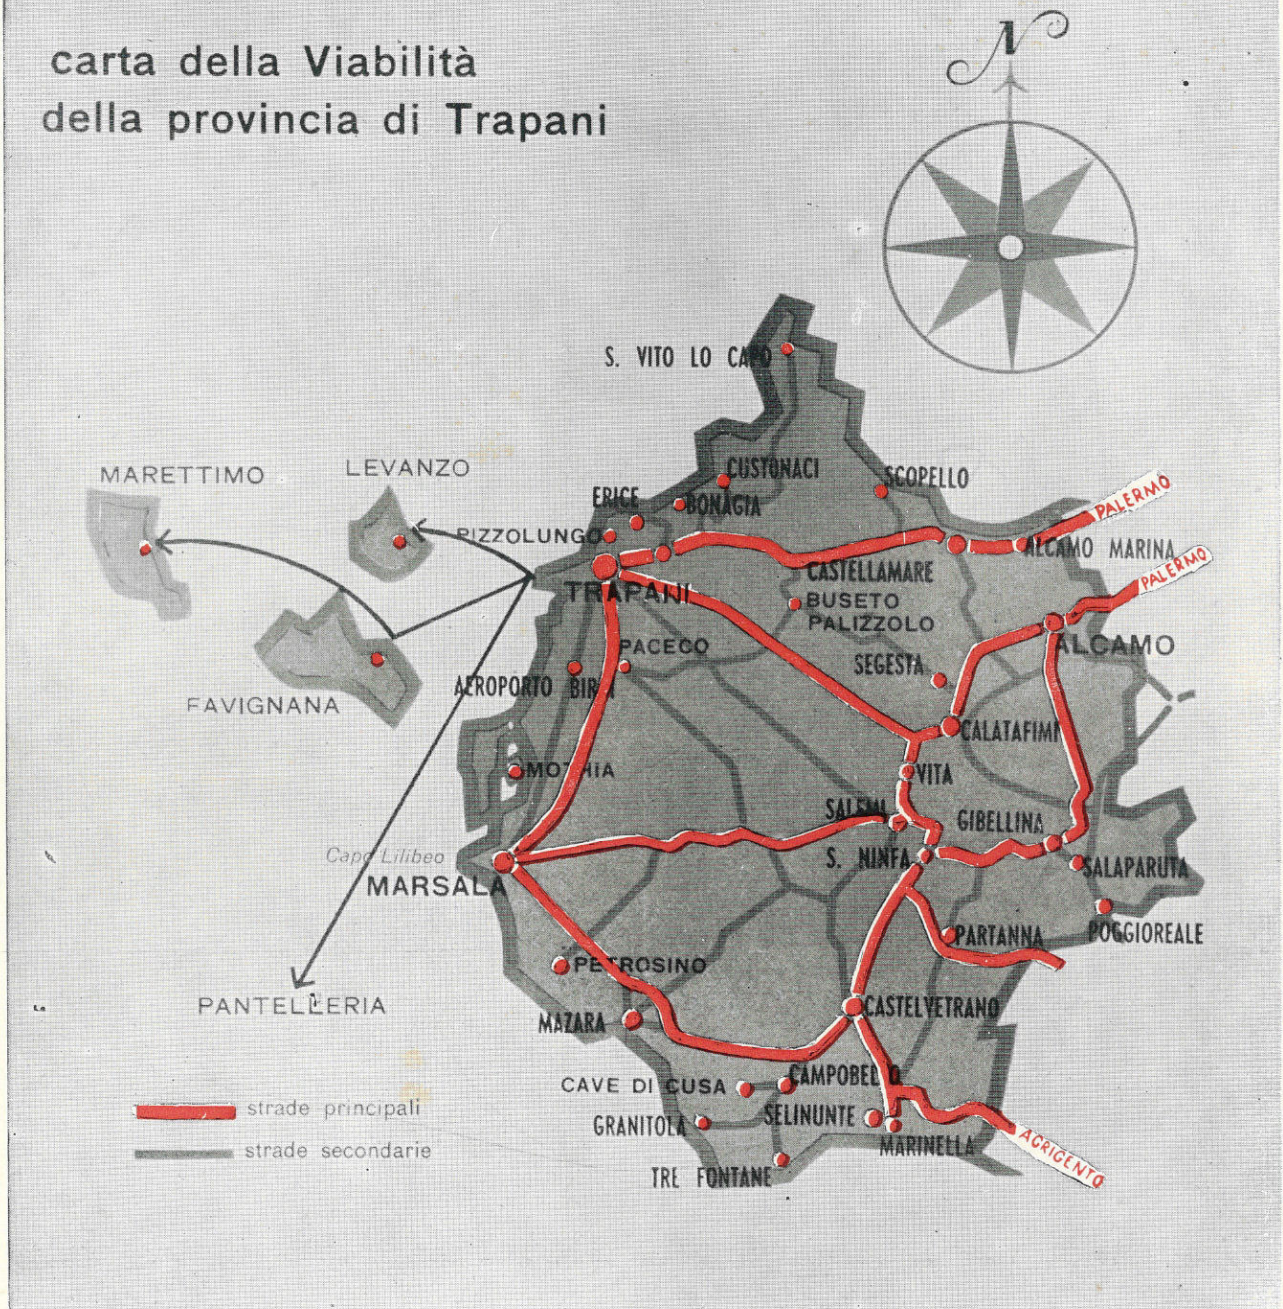 carta della Viabilità
della provincia di Trapani
N
S. VITO LO CAPO
MARETTIMO
LEVANZO
CUSTONACI
SCOPELLO
ERICE
BONAGIA
PALERMO
PIZZOLUNGO
ALCAMO MARINA
CASTELLAMARE
PALERMO
TRAPANI
BUSETO
PALIZZOLO
PACECO
ALCAMO
SEGESTA
AEROPORTO BIRGI
FAVIGNANA
CALATAFIMI
MOTHIA
VITA
SALEMI
GIBELLINA
Capo Lilibeo
MARSALA
S. NINFA
SALAPARUTA
PARTANNA
POGGIOREALE
PETROSINO
PANTELLERIA
CASTELVETRANO
MAZARA
CAVE DI CUSA
CAMPOBELLO
strade principali
SELINUNTE
GRANITOLA
MARINELLA
AGRIGENTO
strade secondarie
TRE FONTANE